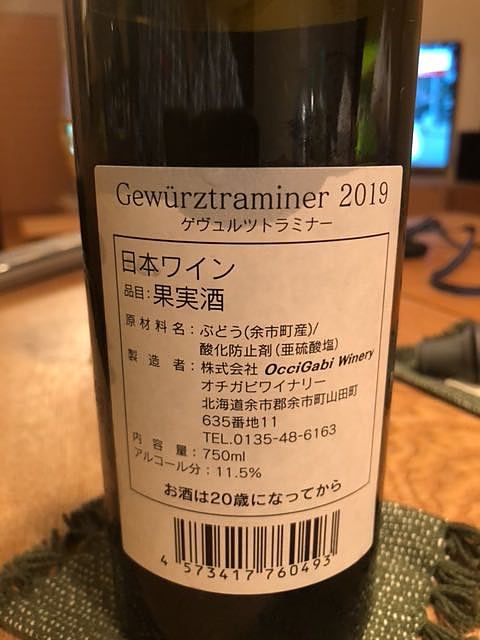 Gewürztraminer 2019
ゲヴュルツトラミナー
日本ワイン
品目:果実酒
原材料名:ぶどう(余市町産)/
酸化防止剤(亜硫酸塩)
製造者:株式会社 OcciGabi Winery
オチガビワイナリー
北海道余市郡余市町山田町
635番地11
TEL.0135-48-6163
内容量:750ml
アルコール分:11.5%
お酒は20歳になってから
4 573417 760493